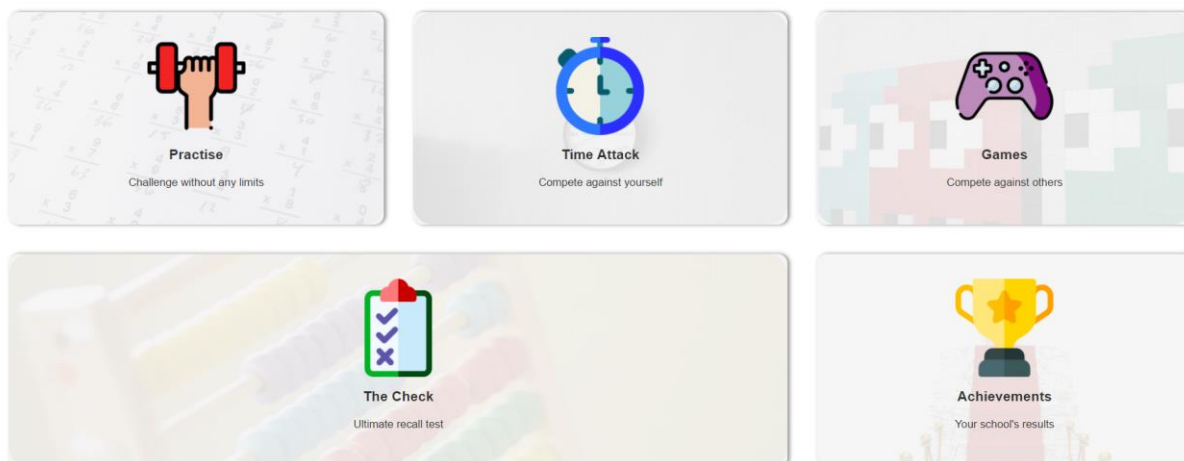 Practise
Challenge without any limits
Time Attack
Compete against yourself
Games
Compete against others
The Check
Ultimate recall test
Achievements
Your school's results